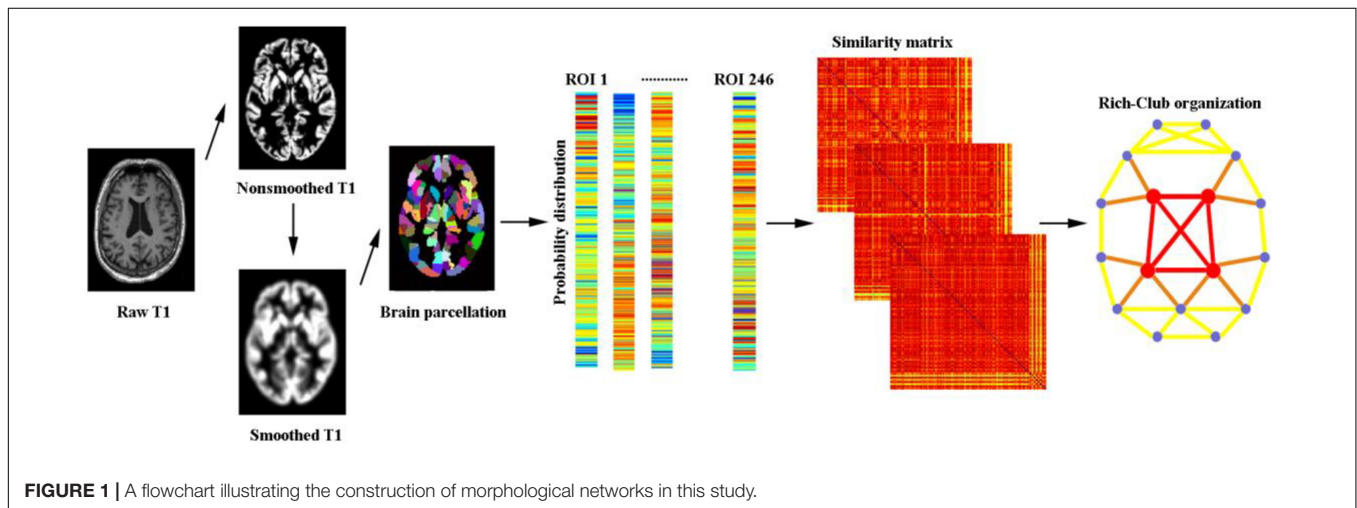 Similarity matrix
ROI 1 ............ ROI 246
Rich-Club organization
Nonsmoothed T1
Probability distribution
Raw T1
Brain parcellation
Smoothed T1
FIGURE 1 | A flowchart illustrating the construction of morphological networks in this study.